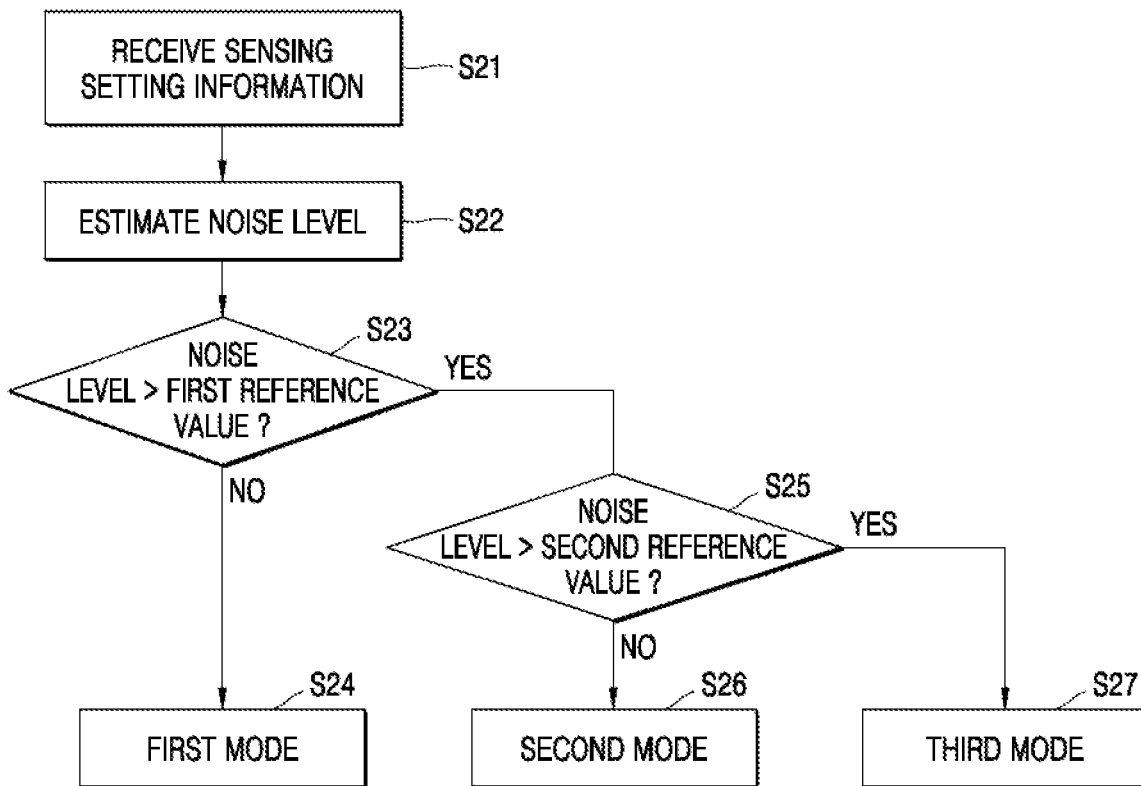 RECEIVE SENSING
SETTING INFORMATION
S21
ESTIMATE NOISE LEVEL
S22
S23
NOISE
LEVEL > FIRST REFERENCE
VALUE ?
YES
NO
S25
NOISE
LEVEL > SECOND REFERENCE
VALUE ?
YES
NO
S24
FIRST MODE
S26
SECOND MODE
S27
THIRD MODE